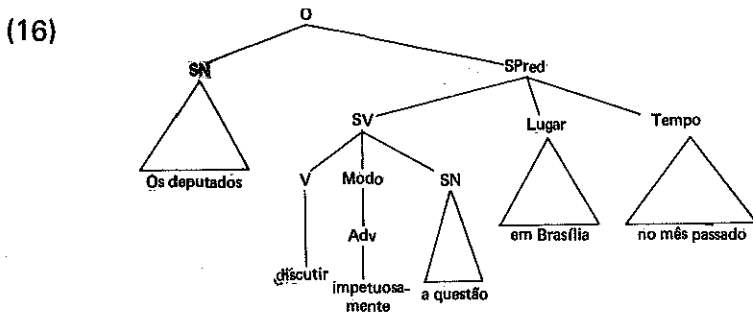 (16)
O
SN SPred
SV Lugar Tempo
Os deputados
V Modo SN
em Brasília no mês passado
Adv
discutir
impetuosa-
mente
a questão